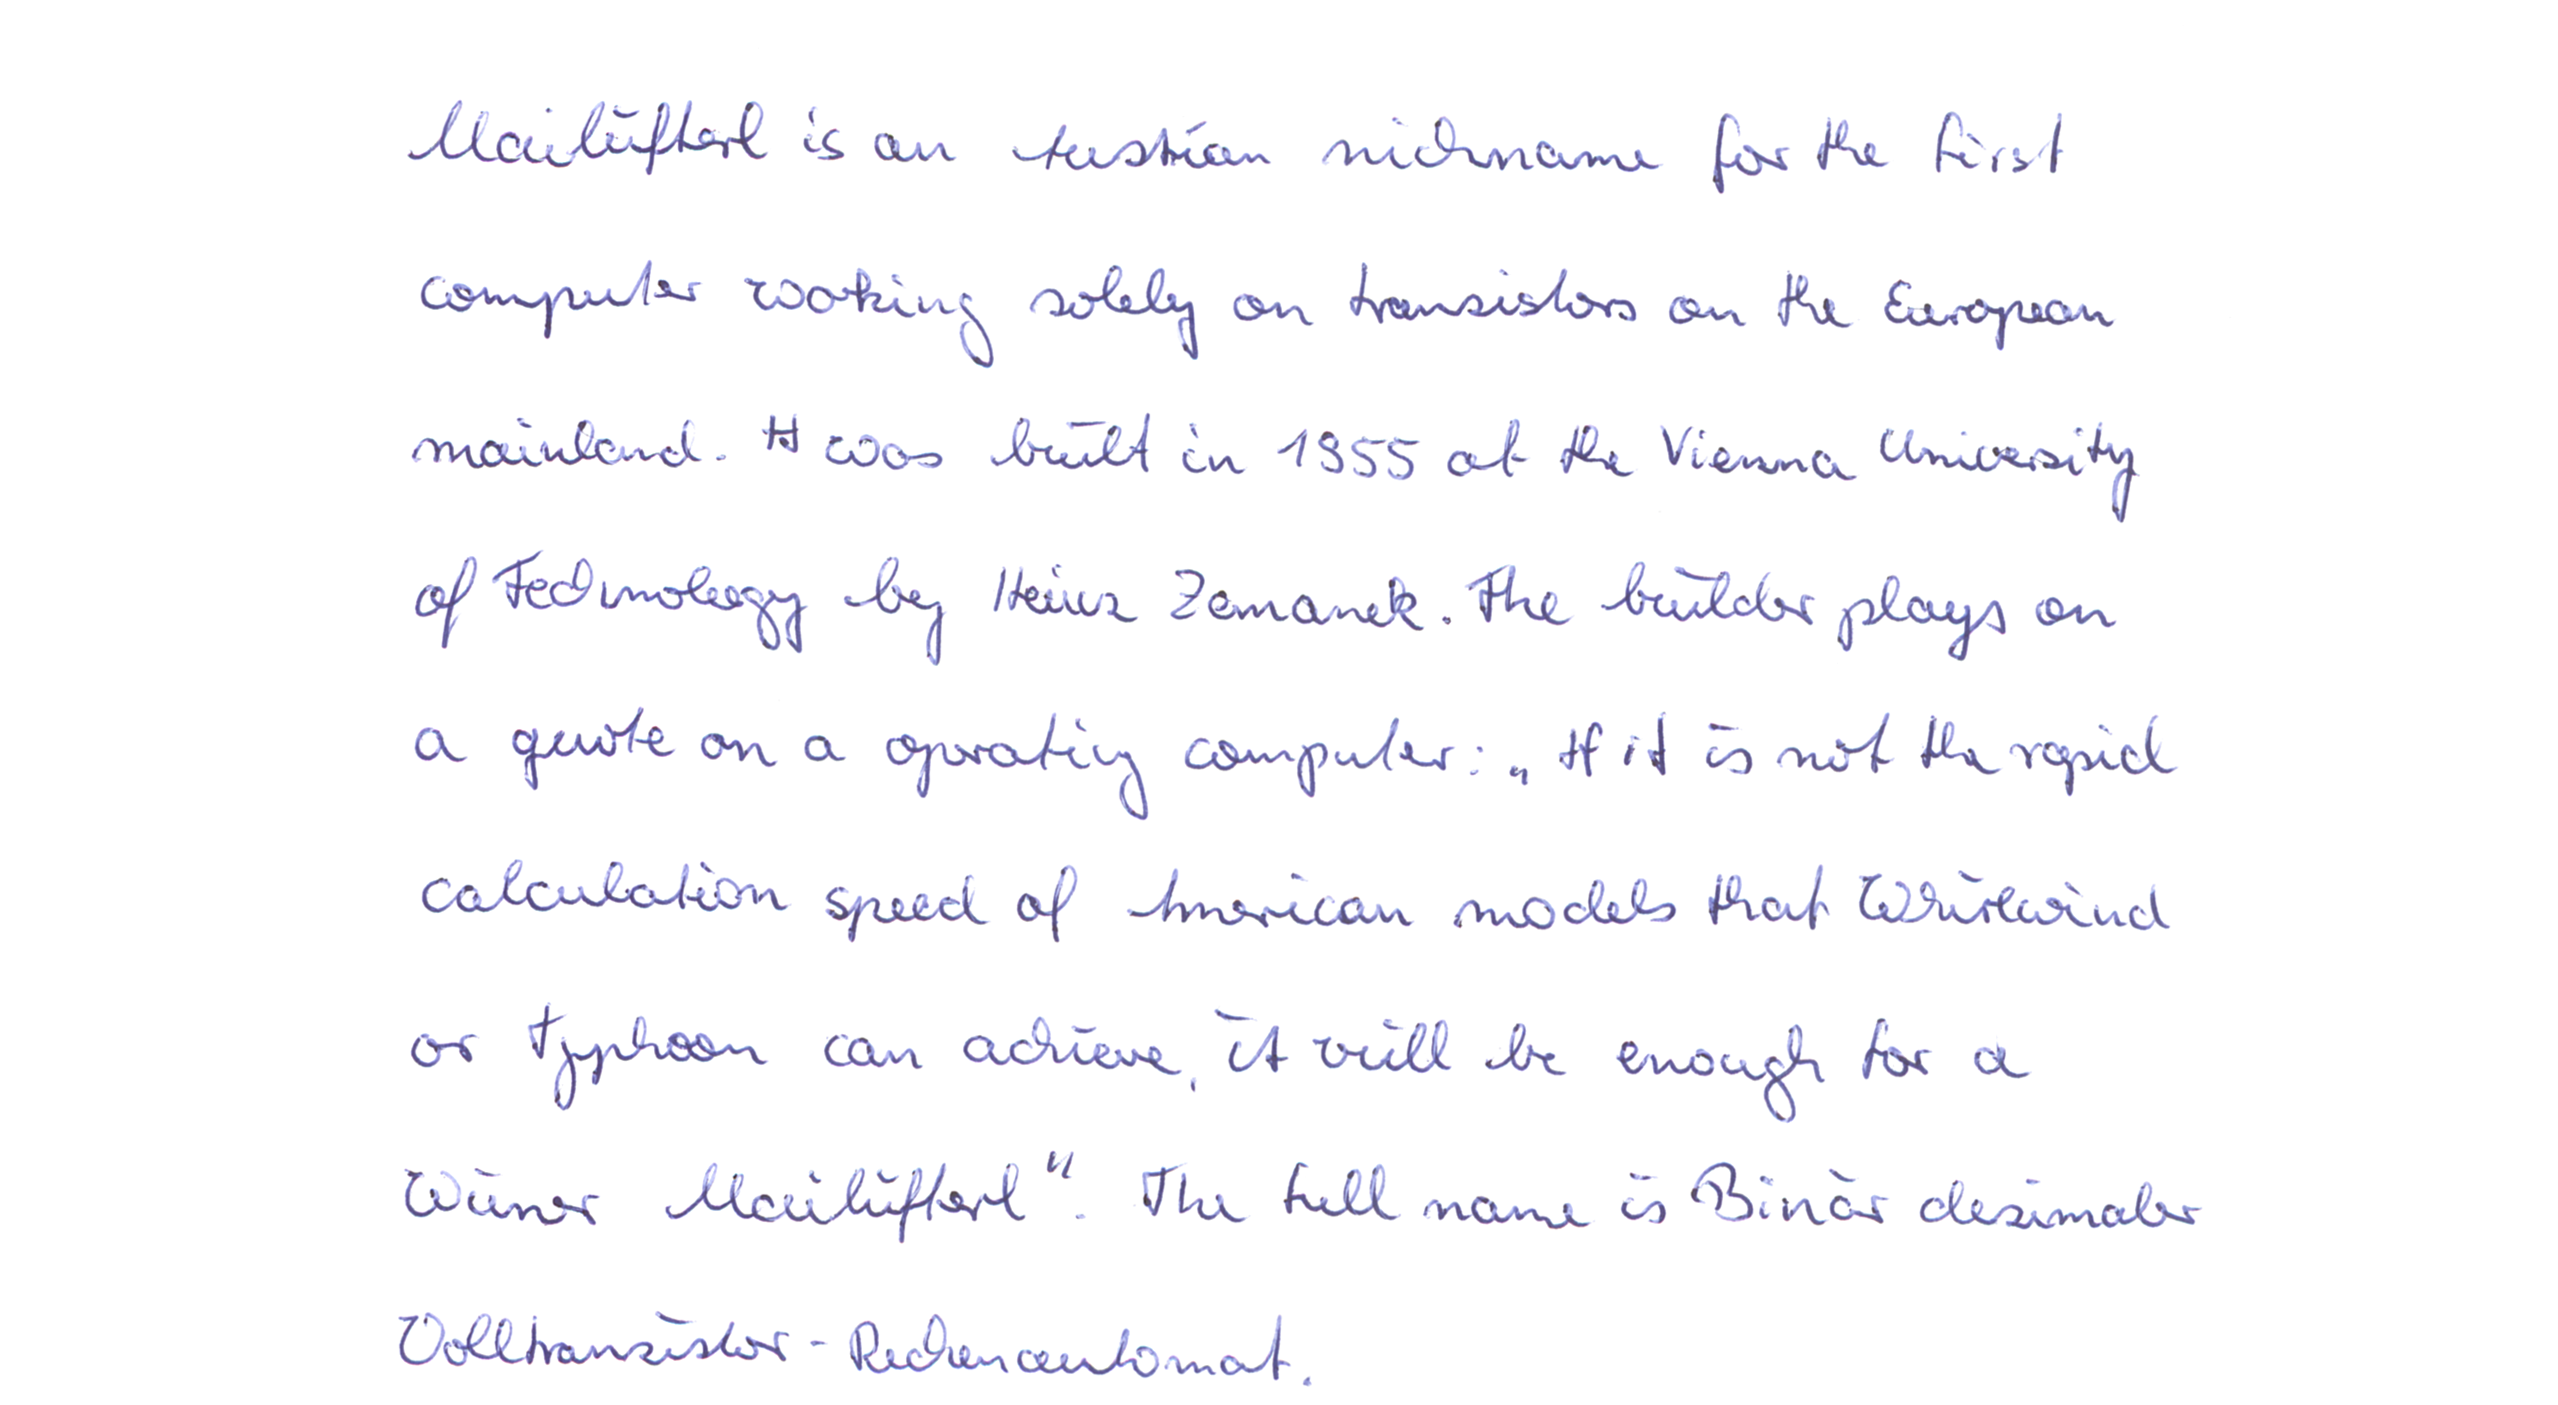 Mailüfterl is an Austrian nickname for the first
computer working solely on transistors on the European
mainland. It was built in 1955 at the Vienna University
of Technology by Heinz Zemanek. The builder plays on
a quote on a operating computer: „If it is not the rapid
calculation speed of American models that Whirlwind
or Typhoon can achieve, it will be enough for a
Wiener Mailüfterl“. The full name is Binär dezimaler
Volltransistor-Rechenautomat.